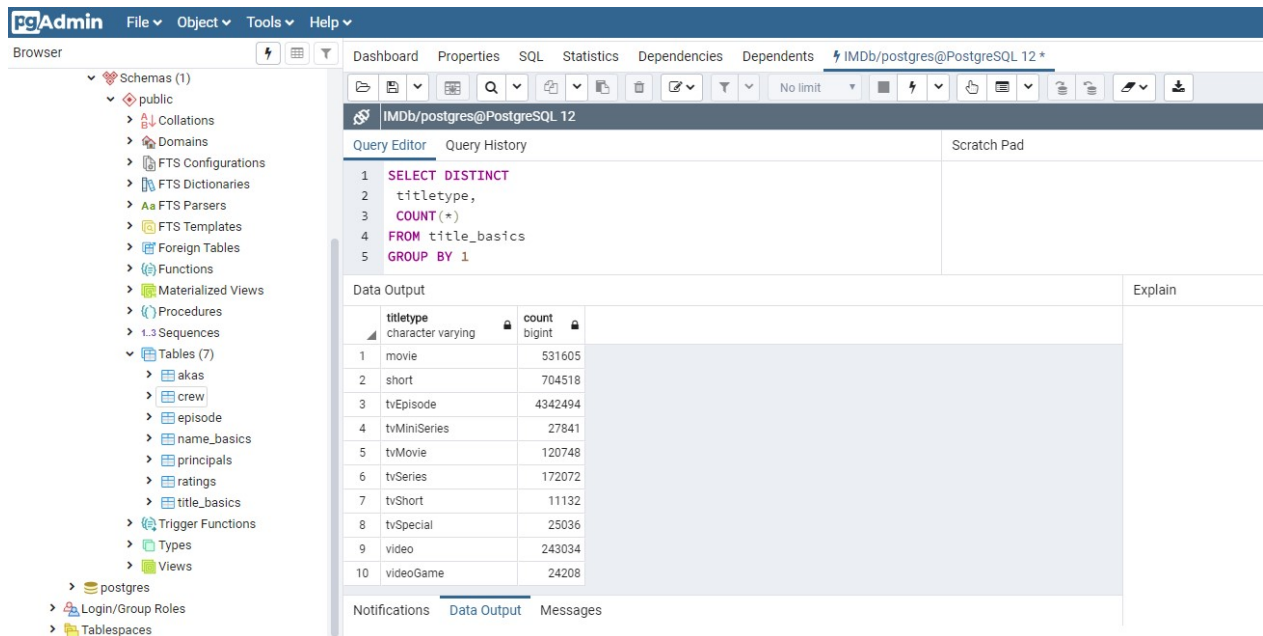 pgAdmin File Object Tools Help
Browser
Schemas (1)
public
Collations
Domains
FTS Configurations
FTS Dictionaries
Aa FTS Parsers
FTS Templates
Foreign Tables
Functions
Materialized Views
Procedures
1..3 Sequences
Tables (7)
akas
crew
episode
name_basics
principals
ratings
title_basics
Trigger Functions
Types
Views
postgres
Login/Group Roles
Tablespaces
Dashboard Properties SQL Statistics Dependencies Dependents IMDb/postgres@PostgreSQL 12 *
No limit
IMDb/postgres@PostgreSQL 12
Query Editor Query History Scratch Pad
1 SELECT DISTINCT
2 titletype,
3 COUNT(*)
4 FROM title_basics
5 GROUP BY 1
Data Output Explain
titletype count
character varying bigint
1 movie 531605
2 short 704518
3 tvEpisode 4342494
4 tvMiniSeries 27841
5 tvMovie 120748
6 tvSeries 172072
7 tvShort 11132
8 tvSpecial 25036
9 video 243034
10 videoGame 24208
Notifications Data Output Messages